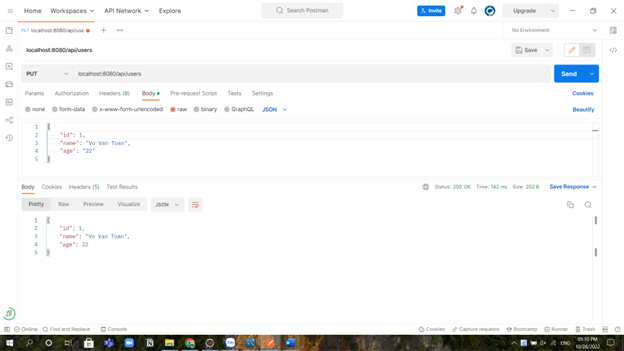 Home Workspaces API Network Explore Search Postman Invite Upgrade
PUT localhost:8080/api/use No Environment
localhost:8080/api/users Save
PUT localhost:8080/api/users Send
Params Authorization Headers (8) Body Pre-request Script Tests Settings Cookies
none form-data x-www-form-urlencoded raw binary GraphQL JSON Beautify
1 {
2 "id": 1,
3 "name": "Vo Van Toan",
4 "age": "22"
5 }
Body Cookies Headers (5) Test Results Status: 200 OK Time: 142 ms Size: 202 B Save Response
Pretty Raw Preview Visualize JSON
1 {
2 "id": 1,
3 "name": "Vo Van Toan",
4 "age": 22
5 }
Online Find and Replace Console Cookies Capture requests Bootcamp Runner Trash
ENG 01:10 PM
10/28/2022